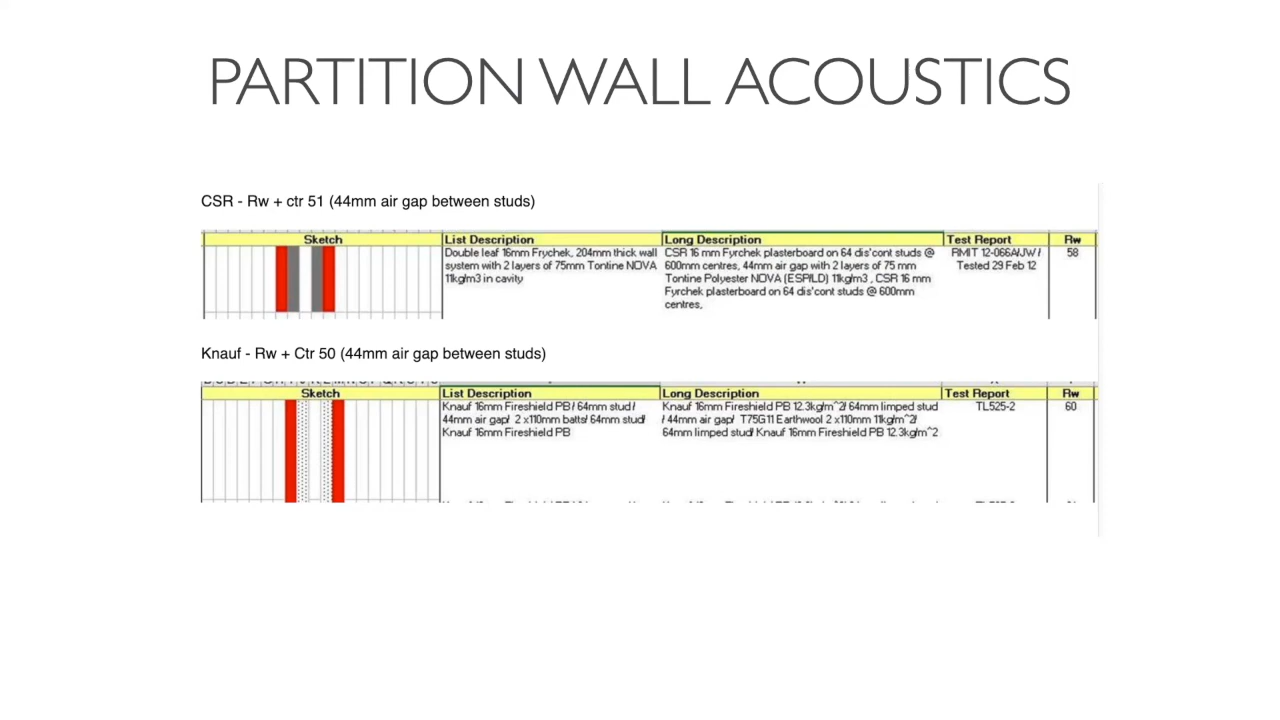 PARTITION WALL ACOUSTICS
CSR - Rw + ctr 51 (44mm air gap between studs)
Sketch List Description Long Description Test Report Rw
Double leaf 16mm Frychek, 204mm thick wall
system with 2 layers of 75mm Tontine NOVA
11kg/m3 in cavity
CSR 16 mm Fyrchek plasterboard on 64 dis'cont studs @
600mm centres, 44mm air gap with 2 layers of 75 mm
Tontine Polyester NOVA (ESP/LD) 11kg/m3 , CSR 16 mm
Fyrchek plasterboard on 64 dis'cont studs @ 600mm
centres,
RMIT 12-066A/JW /
Tested 29 Feb 12
58
Knauf - Rw + Ctr 50 (44mm air gap between studs)
Sketch List Description Long Description Test Report Rw
Knauf 16mm Fireshield PB / 64mm stud /
44mm air gap/ 2 x110mm batts/ 64mm stud/
Knauf 16mm Fireshield PB
Knauf 16mm Fireshield PB 12.3kg/m^2/ 64mm limped stud
/ 44mm air gap/ T75G11 Earthwool 2 x110mm 11kg/m^2/
64mm limped stud/ Knauf 16mm Fireshield PB 12.3kg/m^2
TL525-2
60